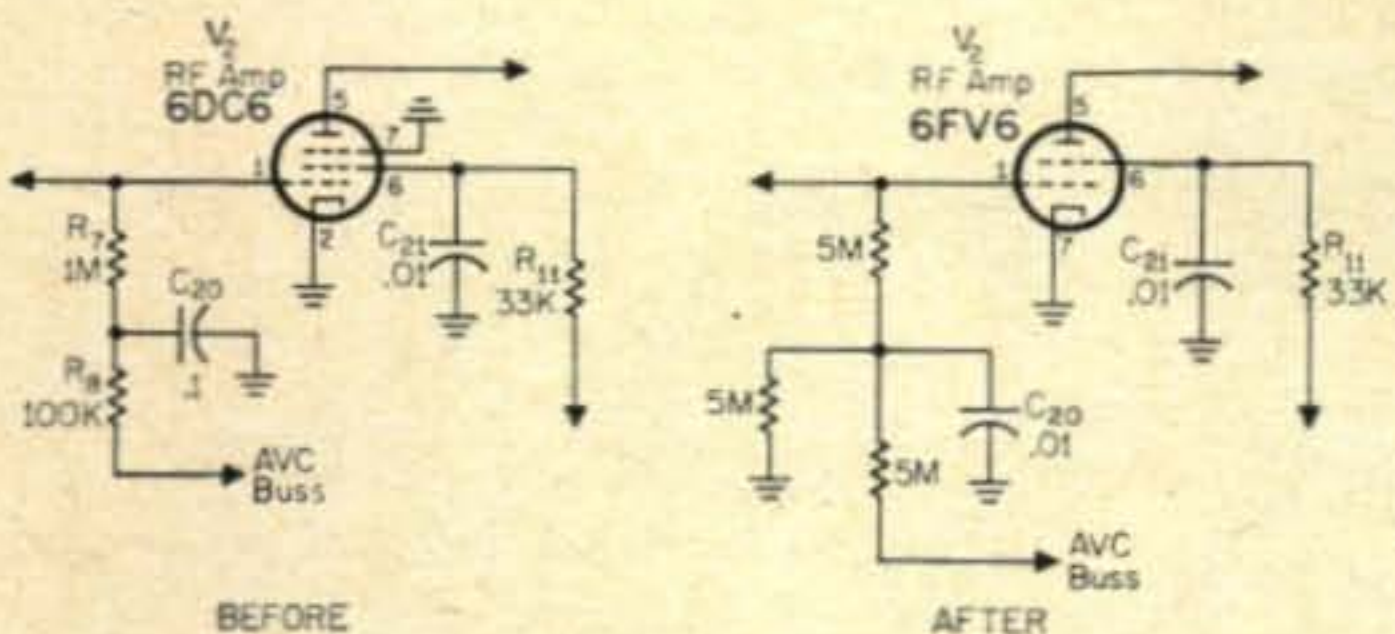 V2
RF Amp
6DC6
5
7
1
6
2
R7
1M
C20
.1
R8
100K
AVC
Buss
C21
.01
R11
33K
BEFORE
V2
RF Amp
6FV6
5
1
6
7
5M
C21
.01
R11
33K
5M
C20
.01
5M
AVC
Buss
AFTER